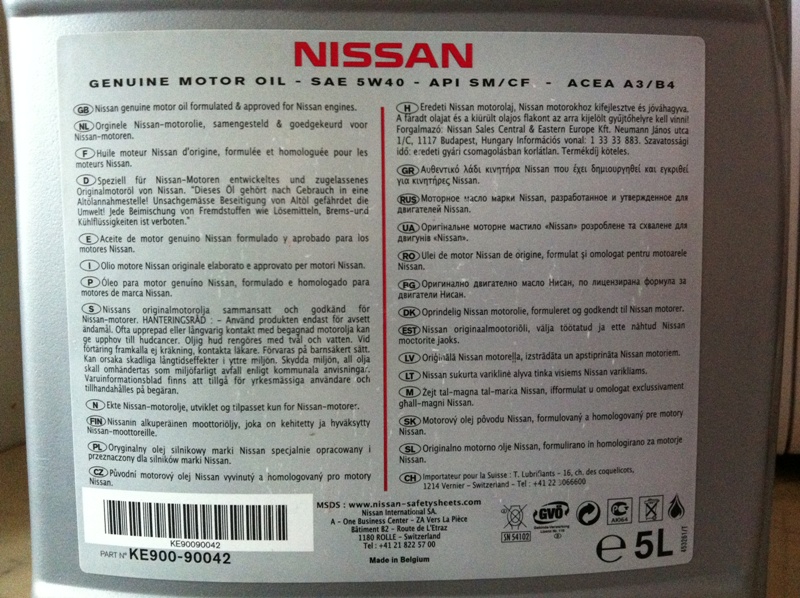 NISSAN
GENUINE MOTOR OIL - SAE 5W40 - API SM/CF - ACEA A3/B4
GB Nissan genuine motor oil formulated & approved for Nissan engines.
NL Orginele Nissan-motorolie, samengesteld & goedgekeurd voor
Nissan-motoren.
F Huile moteur Nissan d'origine, formulée et homologuée pour les
moteurs Nissan.
D Speziell für Nissan-Motoren entwickeltes und zugelassenes
Originalmotoröl von Nissan. "Dieses Öl gehört nach Gebrauch in eine
Altölannahmestelle! Unsachgemässe Beseitigung von Altöl gefährdet die
Umwelt! Jede Beimischung von Fremdstoffen wie Lösemitteln, Brems-und
Kühlflüssigkeiten ist verboten."
E Aceite de motor genuino Nissan formulado y aprobado para los
motores Nissan.
I Olio motore Nissan originale elaborato e approvato per motori Nissan.
P Óleo para motor genuíno Nissan, formulado e homologado para
motores de marca Nissan.
S Nissans originalmotorolja sammansatt och godkänd för
Nissan-motorer. HANTERINGSRÅD : - Använd produkten endast för avsett
ändamål. Ofta upprepad eller långvarig kontakt med begagnad motorolja kan
ge upphov till hudcancer. Oljig hud rengöres med tvål och vatten. Vid
förtäring framkalla ej kräkning, kontakta läkare. Förvaras på barnsäkert sätt.
Kan orsaka skadliga långtidseffekter i yttre miljön. Skydda miljön, all olja
skall omhändertas som miljöfarligt avfall enligt kommunala anvisningar.
Varuinformationsblad finns att tillgå för yrkesmässiga användare och
tillhandahålles på begäran.
N Ekte Nissan-motorolje, utviklet og tilpasset kun for Nissan-motorer.
FIN Nissanin alkuperäinen moottoriöljy, joka on kehitetty ja hyväksytty
Nissan-moottoreille.
PL Oryginalny olej silnikowy marki Nissan specjalnie opracowany i
przeznaczony dla silników marki Nissan.
CZ Původní motorový olej Nissan vyvinutý a homologovaný pro motory
Nissan.
H Eredeti Nissan motorolaj, Nissan motorokhoz kifejlesztve és jóváhagyva.
A fáradt olajat és a kiürült olajos flakont az arra kijelölt gyűjtőhelyre kell vinni!
Forgalmazó: Nissan Sales Central & Eastern Europe Kft. Neumann János utca
1/C, 1117 Budapest, Hungary Információs vonal: 1 33 33 883. Szavatossági
idő: eredeti gyári csomagolásban korlátlan. Termékdíj köteles.
GR Αυθεντικό λάδι κινητήρα Nissan που έχει δημιουργηθεί και εγκριθεί
για κινητήρες Nissan.
RUS Моторное масло марки Nissan, разработанное и утвержденное для
двигателей Nissan.
UA Оригінальне моторне мастило «Nissan» розроблене та схвалене для
двигунів «Nissan».
RO Ulei de motor Nissan de origine, formulat şi omologat pentru motoarele
Nissan.
BG Оригинално двигателно масло Нисан, по лицензирана формула за
двигатели Нисан.
DK Oprindelig Nissan motorolie, formuleret og godkendt til Nissan motorer.
EST Nissan originaalmootoriõli, välja töötatud ja ette nähtud Nissan
moctorite jaoks.
LV Oriģinālā Nissan motoreļļa, izstrādāta un apstiprināta Nissan motoriem.
LT Nissan sukurta variklinė alyva tinka visiems Nissan varikliams.
M Żejt tal-magna tal-marka Nissan, ifformulat u omologat exclussivament
għall-magni Nissan.
SK Motorový olej pôvodu Nissan, formulovaný a homologovaný pre motory
Nissan.
SL Originalno motorno olje Nissan, formulirano in homologirano za motorje
Nissan.
CH Importateur pour la Suisse : T. Lubrifiants - 16, ch. des coquelicots,
1214 Vernier - Switzerland - Tel : +41 22 3066600
KE90090042
PART N° KE900-90042
MSDS : www.nissan-safetysheets.com
Nissan International SA.
A - One Business Center - ZA Vers La Pièce
Bâtiment B2 - Route de L'Etraz
1180 ROLLE - Switzerland
Tel : +41 21 822 57 00
Made in Belgium
SN 54102
GVÖ
e 5L